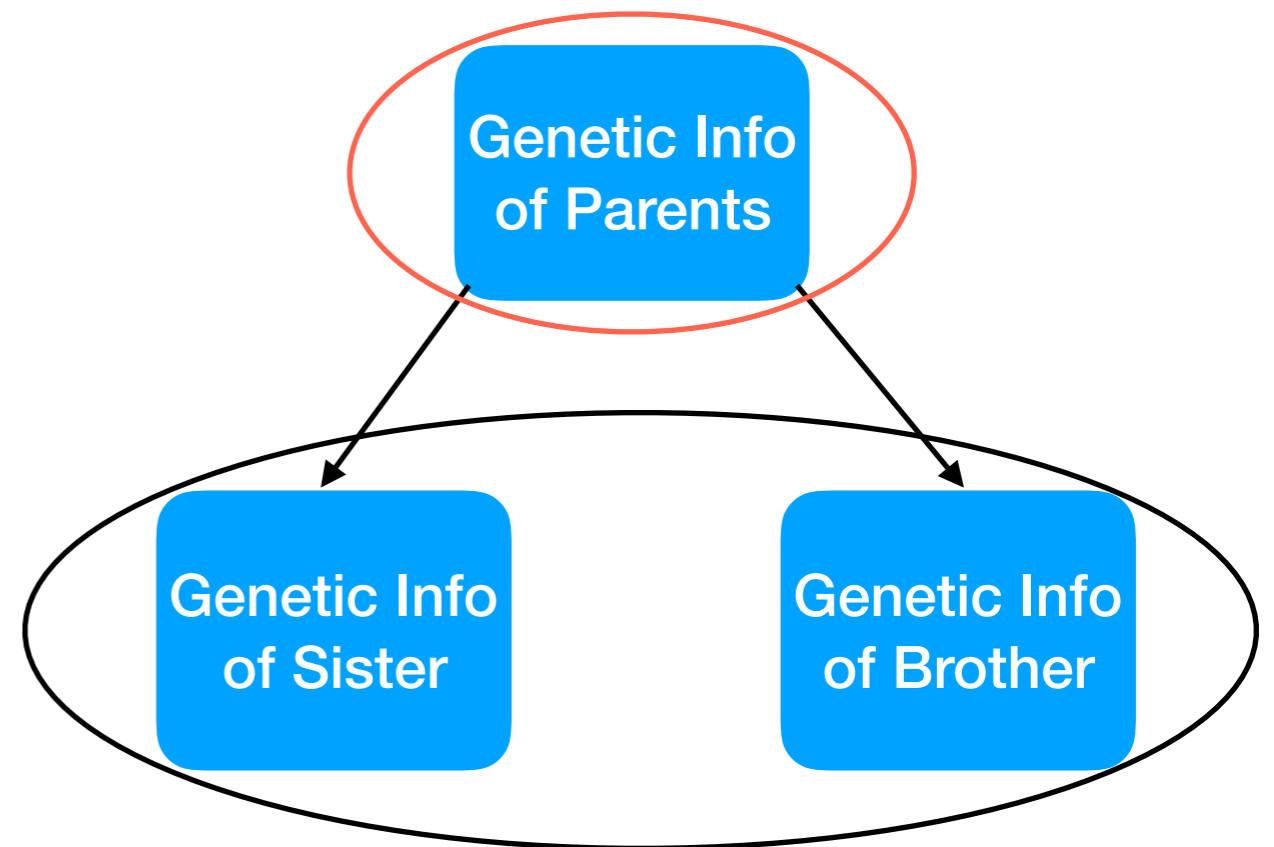 Genetic Info
of Parents
Genetic Info
of Sister
Genetic Info
of Brother